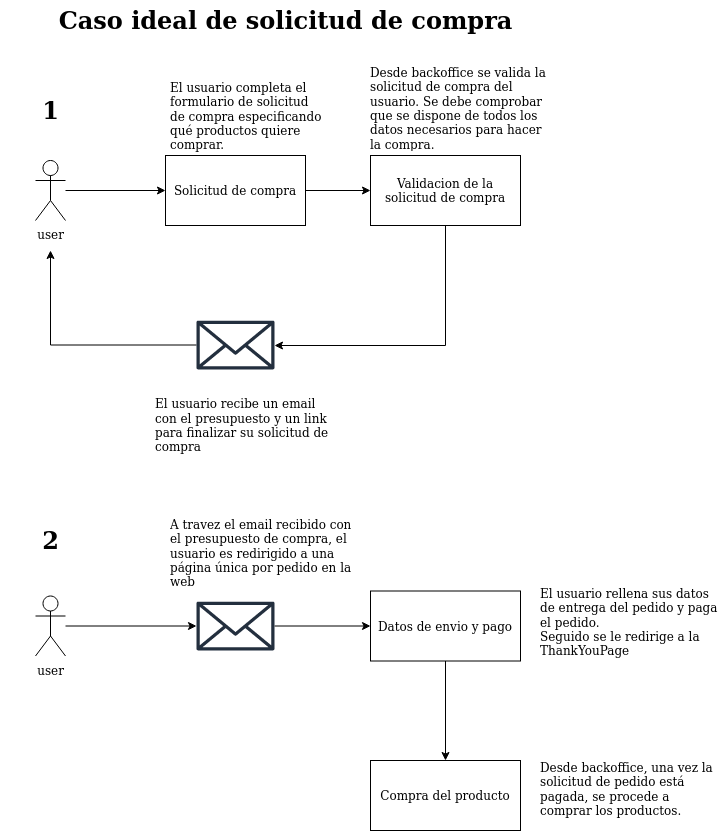 Caso ideal de solicitud de compra
1
El usuario completa el
formulario de solicitud
de compra especificando
qué productos quiere
comprar.
Desde backoffice se valida la
solicitud de compra del
usuario. Se debe comprobar
que se dispone de todos los
datos necesarios para hacer
la compra.
user
Solicitud de compra
Validacion de la
solicitud de compra
El usuario recibe un email
con el presupuesto y un link
para finalizar su solicitud de
compra
2
A travez el email recibido con
el presupuesto de compra, el
usuario es redirigido a una
página única por pedido en la
web
user
Datos de envio y pago
El usuario rellena sus datos
de entrega del pedido y paga
el pedido.
Seguido se le redirige a la
ThankYouPage
Compra del producto
Desde backoffice, una vez la
solicitud de pedido está
pagada, se procede a
comprar los productos.